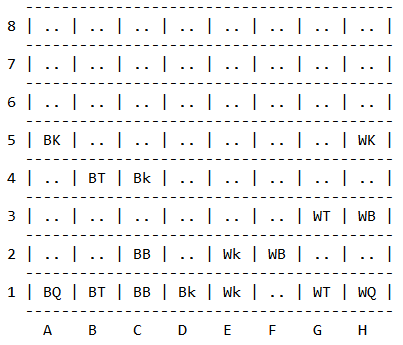 -----------------------------------------
8 | .. | .. | .. | .. | .. | .. | .. | .. |
-----------------------------------------
7 | .. | .. | .. | .. | .. | .. | .. | .. |
-----------------------------------------
6 | .. | .. | .. | .. | .. | .. | .. | .. |
-----------------------------------------
5 | BK | .. | .. | .. | .. | .. | .. | WK |
-----------------------------------------
4 | .. | BT | Bk | .. | .. | .. | .. | .. |
-----------------------------------------
3 | .. | .. | .. | .. | .. | .. | WT | WB |
-----------------------------------------
2 | .. | .. | BB | .. | Wk | WB | .. | .. |
-----------------------------------------
1 | BQ | BT | BB | Bk | Wk | .. | WT | WQ |
-----------------------------------------
A B C D E F G H